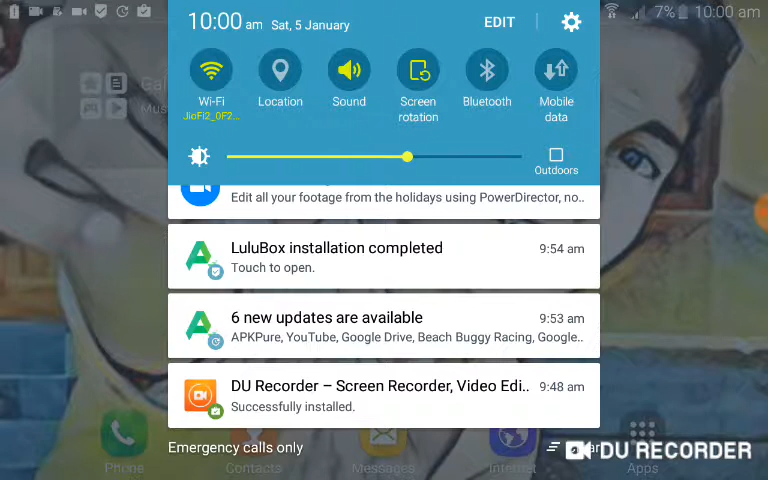 7% 10:00 am
10:00 am Sat, 5 January EDIT
Wi-Fi
JioFi2_0F2...
Location
Sound
Screen
rotation
Bluetooth
Mobile
data
Outdoors
Edit all your footage from the holidays using PowerDirector, no..
LuluBox installation completed 9:54 am
Touch to open.
6 new updates are available 9:53 am
APKPure, YouTube, Google Drive, Beach Buggy Racing, Google..
DU Recorder – Screen Recorder, Video Edi.. 9:48 am
Successfully installed.
Emergency calls only
DU RECORDER
Phone
Contacts
Messages
Internet
Apps